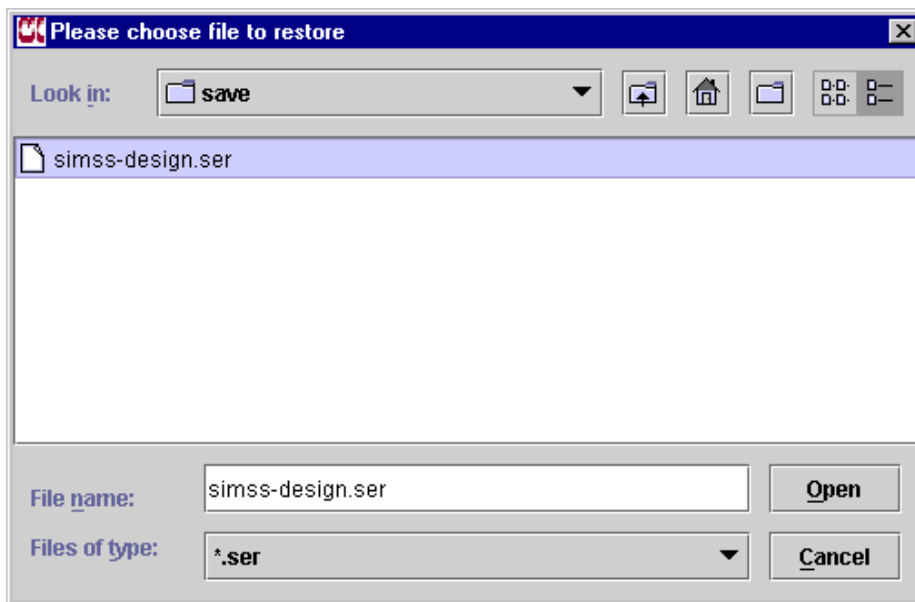 Please choose file to restore
Look in: save
simss-design.ser
File name: simss-design.ser Open
Files of type: *.ser Cancel